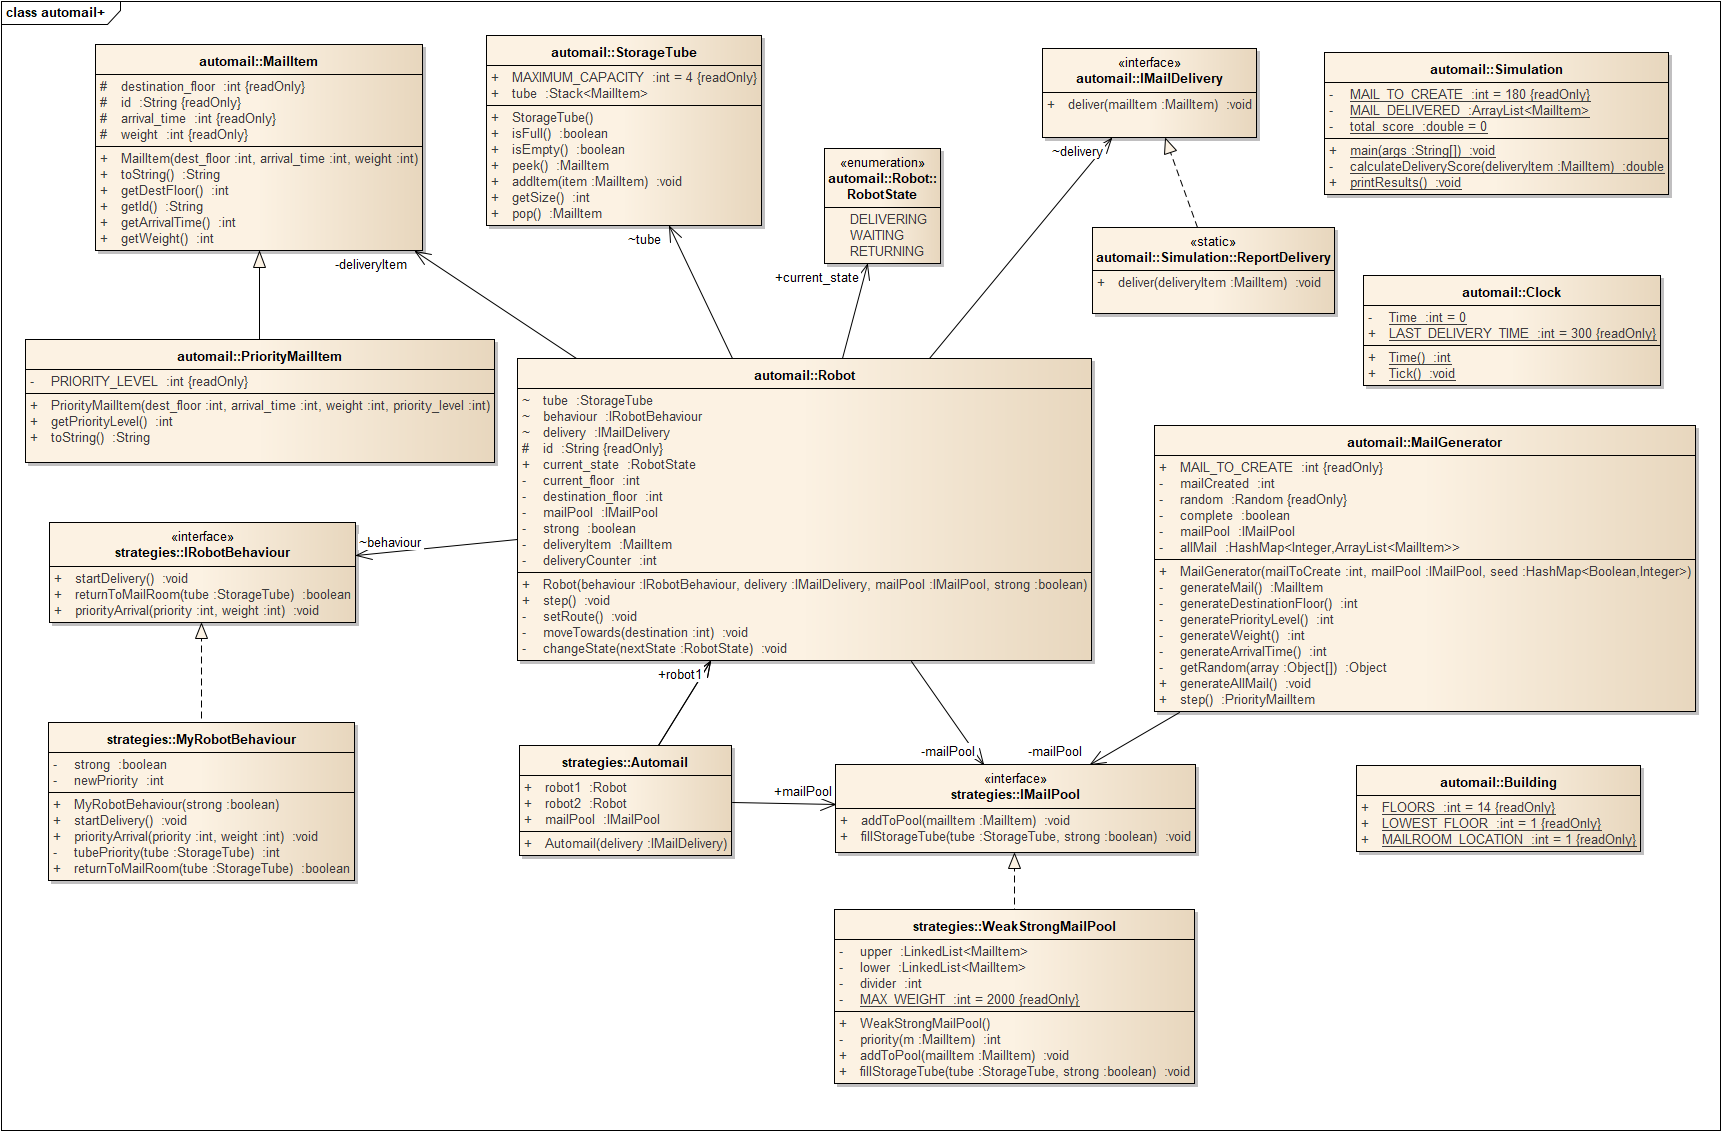 class automail+
automail::MailItem
# destination_floor :int {readOnly}
# id :String {readOnly}
# arrival_time :int {readOnly}
# weight :int {readOnly}
+ MailItem(dest_floor :int, arrival_time :int, weight :int)
+ toString() :String
+ getDestFloor() :int
+ getId() :String
+ getArrivalTime() :int
+ getWeight() :int
automail::StorageTube
+ MAXIMUM_CAPACITY :int = 4 {readOnly}
+ tube :Stack<MailItem>
+ StorageTube()
+ isFull() :boolean
+ isEmpty() :boolean
+ peek() :MailItem
+ addItem(item :MailItem) :void
+ getSize() :int
+ pop() :MailItem
«enumeration»
automail::Robot::
RobotState
DELIVERING
WAITING
RETURNING
«interface»
automail::IMailDelivery
+ deliver(mailItem :MailItem) :void
automail::Simulation
- MAIL_TO_CREATE :int = 180 {readOnly}
- MAIL_DELIVERED :ArrayList<MailItem>
- total_score :double = 0
+ main(args :String[]) :void
- calculateDeliveryScore(deliveryItem :MailItem) :double
+ printResults() :void
«static»
automail::Simulation::ReportDelivery
+ deliver(deliveryItem :MailItem) :void
automail::Clock
- Time :int = 0
+ LAST_DELIVERY_TIME :int = 300 {readOnly}
+ Time() :int
+ Tick() :void
-deliveryItem
~tube
+current_state
~delivery
automail::PriorityMailItem
- PRIORITY_LEVEL :int {readOnly}
+ PriorityMailItem(dest_floor :int, arrival_time :int, weight :int, priority_level :int)
+ getPriorityLevel() :int
+ toString() :String
automail::Robot
~ tube :StorageTube
~ behaviour :IRobotBehaviour
~ delivery :IMailDelivery
# id :String {readOnly}
+ current_state :RobotState
- current_floor :int
- destination_floor :int
- mailPool :IMailPool
- strong :boolean
- deliveryItem :MailItem
- deliveryCounter :int
+ Robot(behaviour :IRobotBehaviour, delivery :IMailDelivery, mailPool :IMailPool, strong :boolean)
+ step() :void
- setRoute() :void
- moveTowards(destination :int) :void
- changeState(nextState :RobotState) :void
automail::MailGenerator
+ MAIL_TO_CREATE :int {readOnly}
- mailCreated :int
- random :Random {readOnly}
- complete :boolean
- mailPool :IMailPool
- allMail :HashMap<Integer,ArrayList<MailItem>>
+ MailGenerator(mailToCreate :int, mailPool :IMailPool, seed :HashMap<Boolean,Integer>)
- generateMail() :MailItem
- generateDestinationFloor() :int
- generatePriorityLevel() :int
- generateWeight() :int
- generateArrivalTime() :int
- getRandom(array :Object[]) :Object
+ generateAllMail() :void
+ step() :PriorityMailItem
«interface»
strategies::IRobotBehaviour
+ startDelivery() :void
+ returnToMailRoom(tube :StorageTube) :boolean
+ priorityArrival(priority :int, weight :int) :void
~behaviour
+robot1
-mailPool
-mailPool
+mailPool
strategies::MyRobotBehaviour
- strong :boolean
- newPriority :int
+ MyRobotBehaviour(strong :boolean)
+ startDelivery() :void
+ priorityArrival(priority :int, weight :int) :void
- tubePriority(tube :StorageTube) :int
+ returnToMailRoom(tube :StorageTube) :boolean
strategies::Automail
+ robot1 :Robot
+ robot2 :Robot
+ mailPool :IMailPool
+ Automail(delivery :IMailDelivery)
«interface»
strategies::IMailPool
+ addToPool(mailItem :MailItem) :void
+ fillStorageTube(tube :StorageTube, strong :boolean) :void
automail::Building
+ FLOORS :int = 14 {readOnly}
+ LOWEST_FLOOR :int = 1 {readOnly}
+ MAILROOM_LOCATION :int = 1 {readOnly}
strategies::WeakStrongMailPool
- upper :LinkedList<MailItem>
- lower :LinkedList<MailItem>
- divider :int
- MAX_WEIGHT :int = 2000 {readOnly}
+ WeakStrongMailPool()
- priority(m :MailItem) :int
+ addToPool(mailItem :MailItem) :void
+ fillStorageTube(tube :StorageTube, strong :boolean) :void